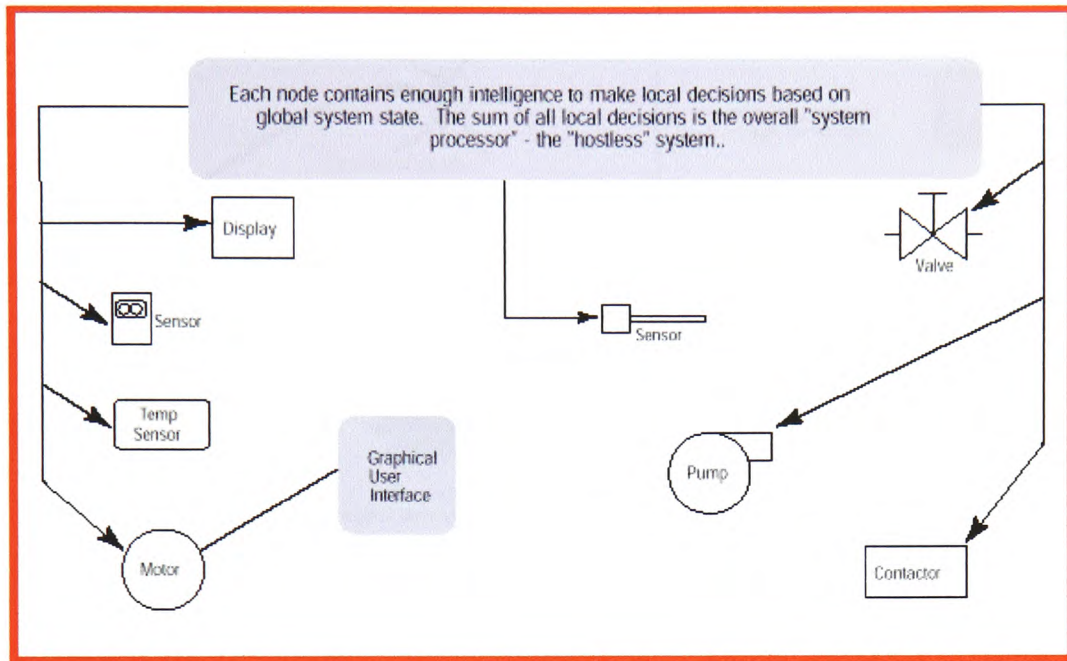 Each node contains enough intelligence to make local decisions based on
global system state. The sum of all local decisions is the overall "system
processor" - the "hostless" system..
Display
Valve
Sensor
Sensor
Temp
Sensor
Graphical
User
Interface
Pump
Motor
Contactor